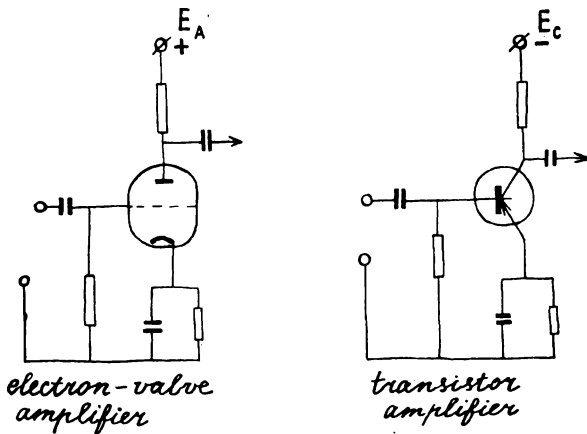 E_A
+
E_C
−
electron-valve
amplifier
transistor
amplifier